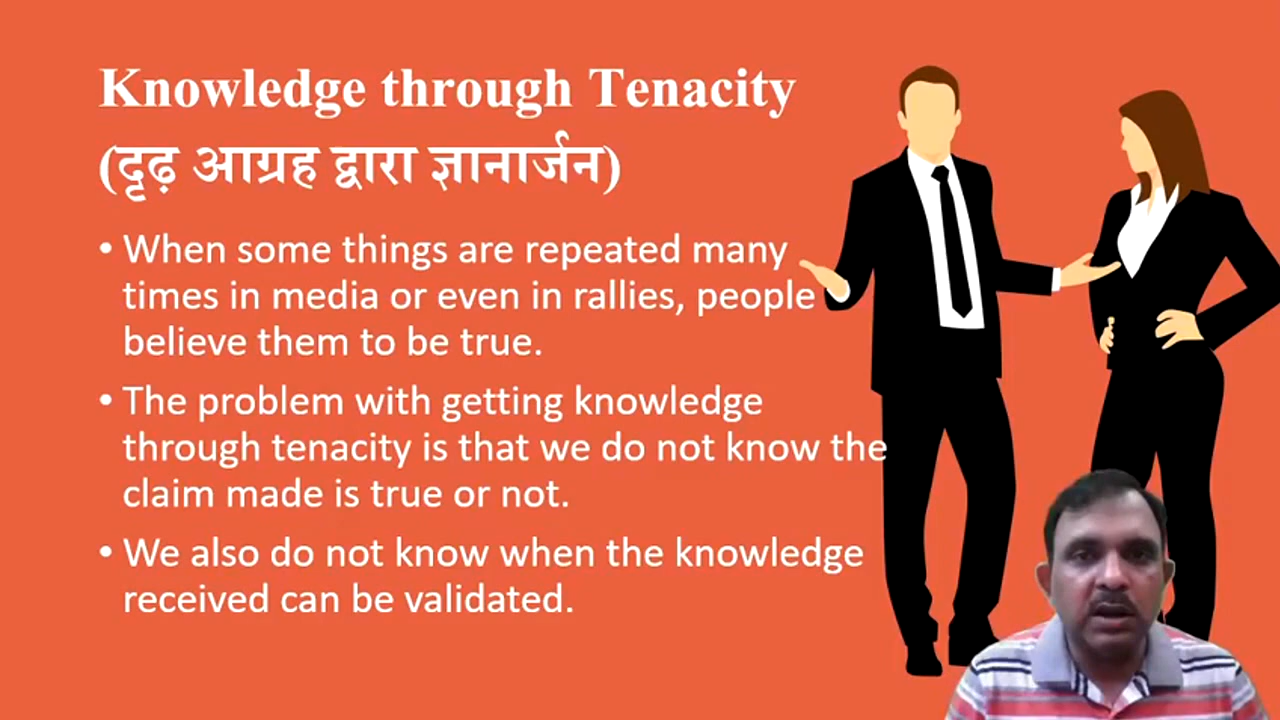 Knowledge through Tenacity
(दृढ़ आग्रह द्वारा ज्ञानार्जन)
• When some things are repeated many
times in media or even in rallies, people
believe them to be true.
• The problem with getting knowledge
through tenacity is that we do not know the
claim made is true or not.
• We also do not know when the knowledge
received can be validated.